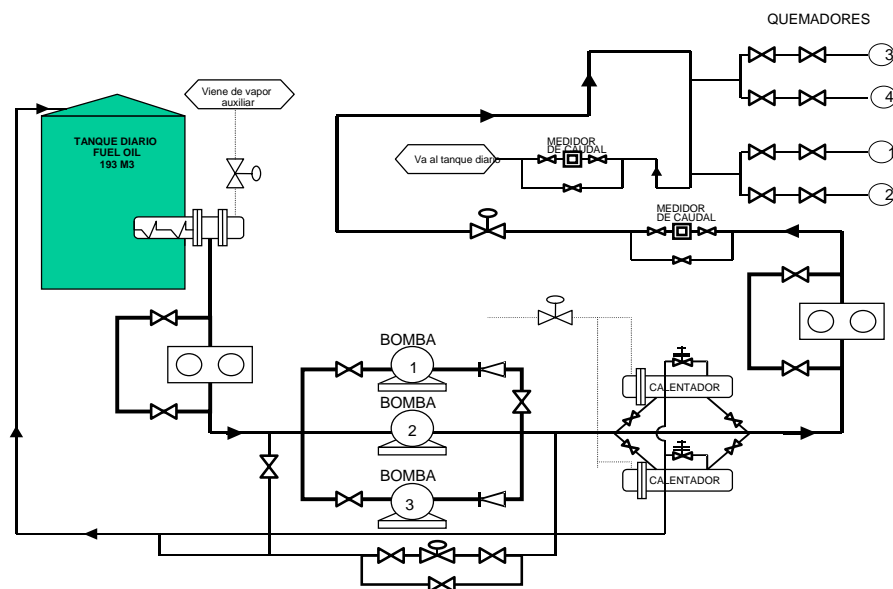 QUEMADORES
3
4
1
2
Viene de vapor
auxiliar
TANQUE DIARIO
FUEL OIL
193 M3
MEDIDOR
DE CAUDAL
Va al tanque diario
MEDIDOR
DE CAUDAL
BOMBA
1
BOMBA
2
BOMBA
3
CALENTADOR
CALENTADOR